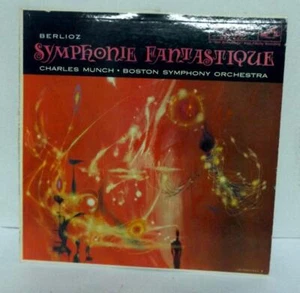 BERLIOZ
SYMPHONIE FANTASTIQUE
CHARLES MUNCH • BOSTON SYMPHONY ORCHESTRA